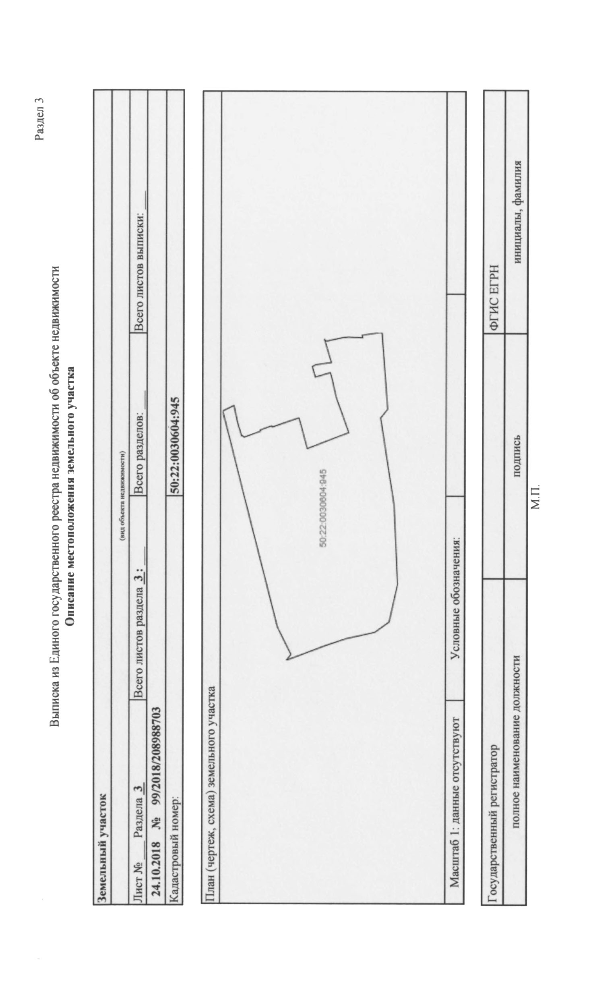 Раздел 3
Выписка из Единого государственного реестра недвижимости об объекте недвижимости
Описание местоположения земельного участка
Земельный участок
(вид объекта недвижимости)
Лист № ___ Раздела 3 Всего листов раздела 3 : ___ Всего разделов: ___ Всего листов выписки: ___
24.10.2018 № 99/2018/208988703
Кадастровый номер: 50:22:0030604:945
План (чертеж, схема) земельного участка
50:22:0030604:945
Масштаб 1: данные отсутствуют Условные обозначения:
Государственный регистратор ФГИС ЕГРН
полное наименование должности подпись инициалы, фамилия
М.П.